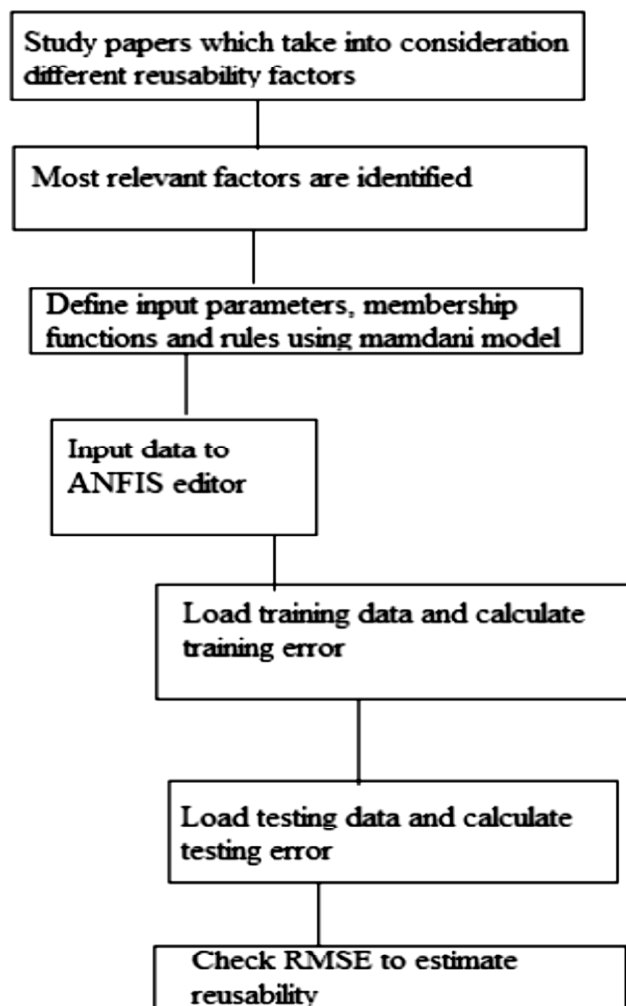 Study papers which take into consideration
different reusability factors
Most relevant factors are identified
Define input parameters, membership
functions and rules using mamdani model
Input data to
ANFIS editor
Load training data and calculate
training error
Load testing data and calculate
testing error
Check RMSE to estimate
reusability